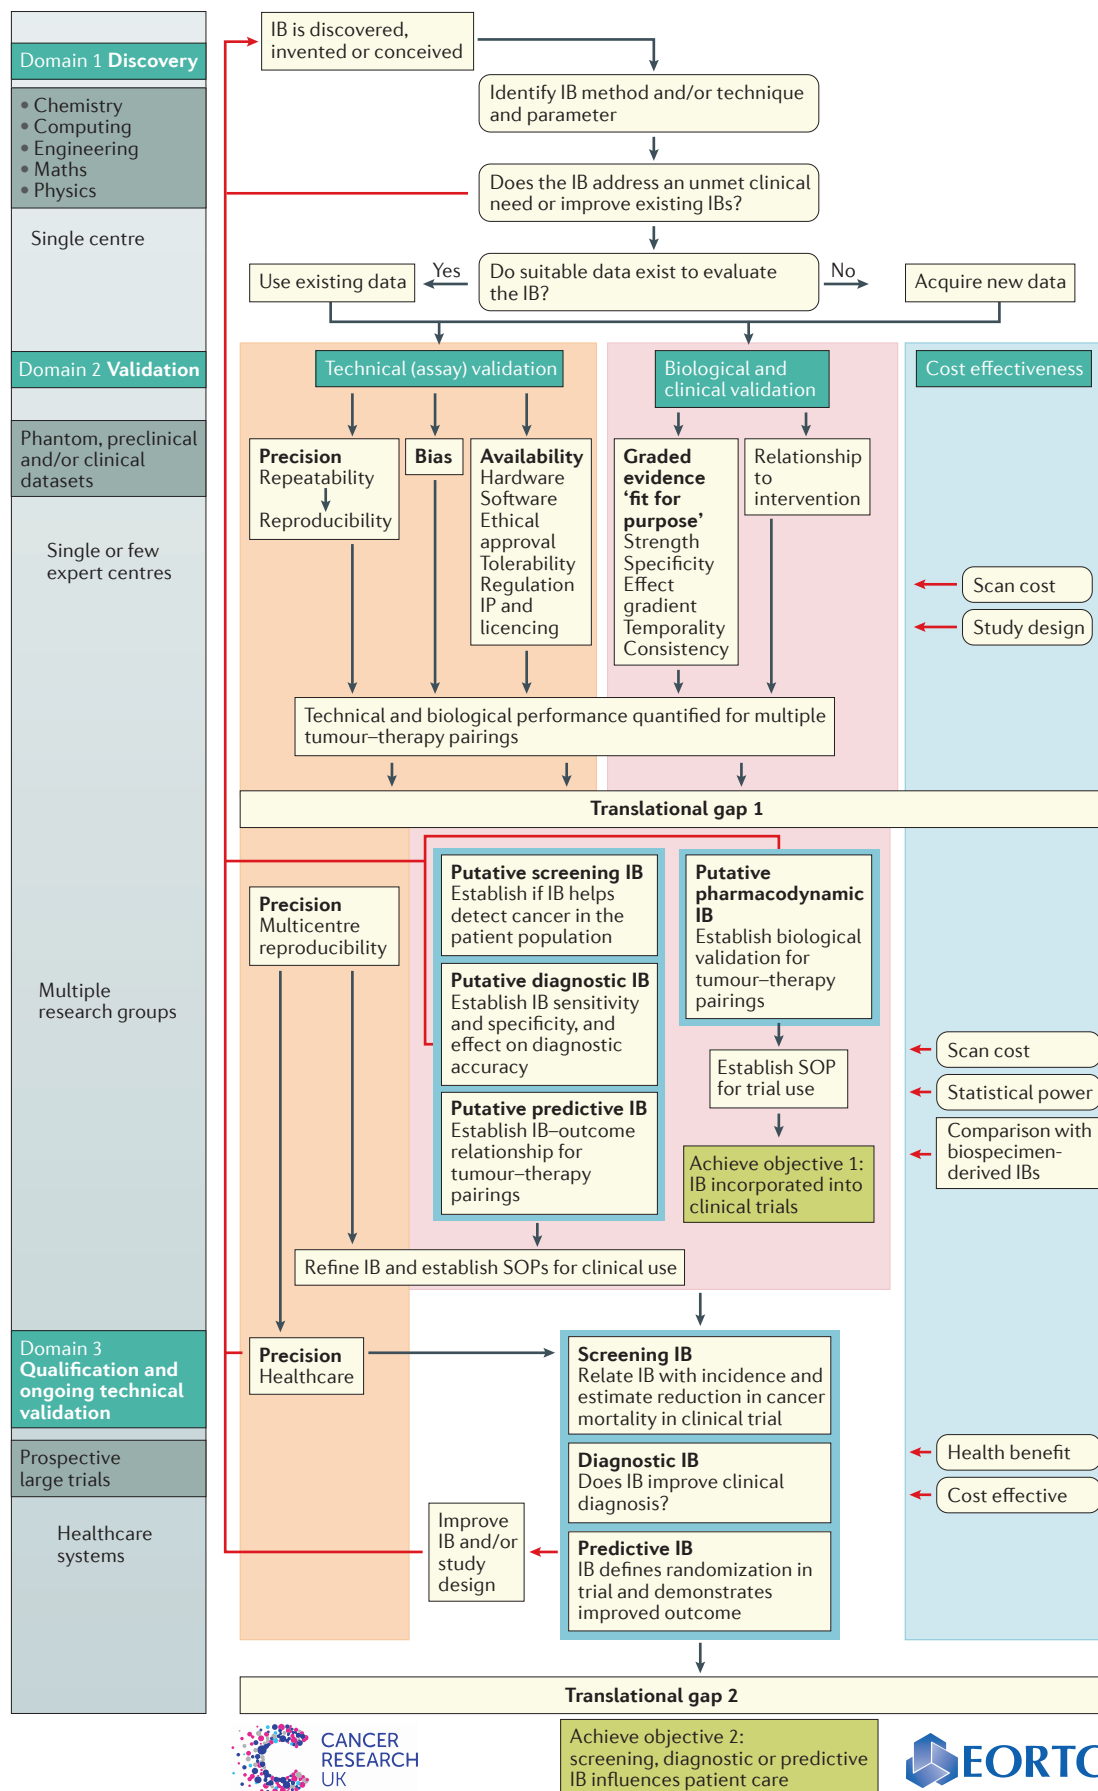 IB is discovered,
invented or conceived
Domain 1 Discovery
• Chemistry
• Computing
• Engineering
• Maths
• Physics
Single centre
Identify IB method and/or technique
and parameter
Does the IB address an unmet clinical
need or improve existing IBs?
Do suitable data exist to evaluate
the IB?
Yes
No
Use existing data
Acquire new data
Domain 2 Validation
Phantom, preclinical
and/or clinical
datasets
Single or few
expert centres
Technical (assay) validation
Biological and
clinical validation
Cost effectiveness
Precision
Repeatability
Reproducibility
Bias
Availability
Hardware
Software
Ethical
approval
Tolerability
Regulation
IP and
licencing
Graded
evidence
‘fit for
purpose’
Strength
Specificity
Effect
gradient
Temporality
Consistency
Relationship
to
intervention
Scan cost
Study design
Technical and biological performance quantified for multiple
tumour–therapy pairings
Translational gap 1
Multiple
research groups
Precision
Multicentre
reproducibility
Putative screening IB
Establish if IB helps
detect cancer in the
patient population
Putative diagnostic IB
Establish IB sensitivity
and specificity, and
effect on diagnostic
accuracy
Putative predictive IB
Establish IB–outcome
relationship for
tumour–therapy
pairings
Putative
pharmacodynamic
IB
Establish biological
validation for
tumour–therapy
pairings
Establish SOP
for trial use
Achieve objective 1:
IB incorporated into
clinical trials
Scan cost
Statistical power
Comparison with
biospecimen-
derived IBs
Refine IB and establish SOPs for clinical use
Domain 3
Qualification and
ongoing technical
validation
Prospective
large trials
Healthcare
systems
Precision
Healthcare
Screening IB
Relate IB with incidence and
estimate reduction in cancer
mortality in clinical trial
Diagnostic IB
Does IB improve clinical
diagnosis?
Predictive IB
IB defines randomization in
trial and demonstrates
improved outcome
Improve
IB and/or
study
design
Health benefit
Cost effective
Translational gap 2
CANCER
RESEARCH
UK
Achieve objective 2:
screening, diagnostic or predictive
IB influences patient care
EORTC